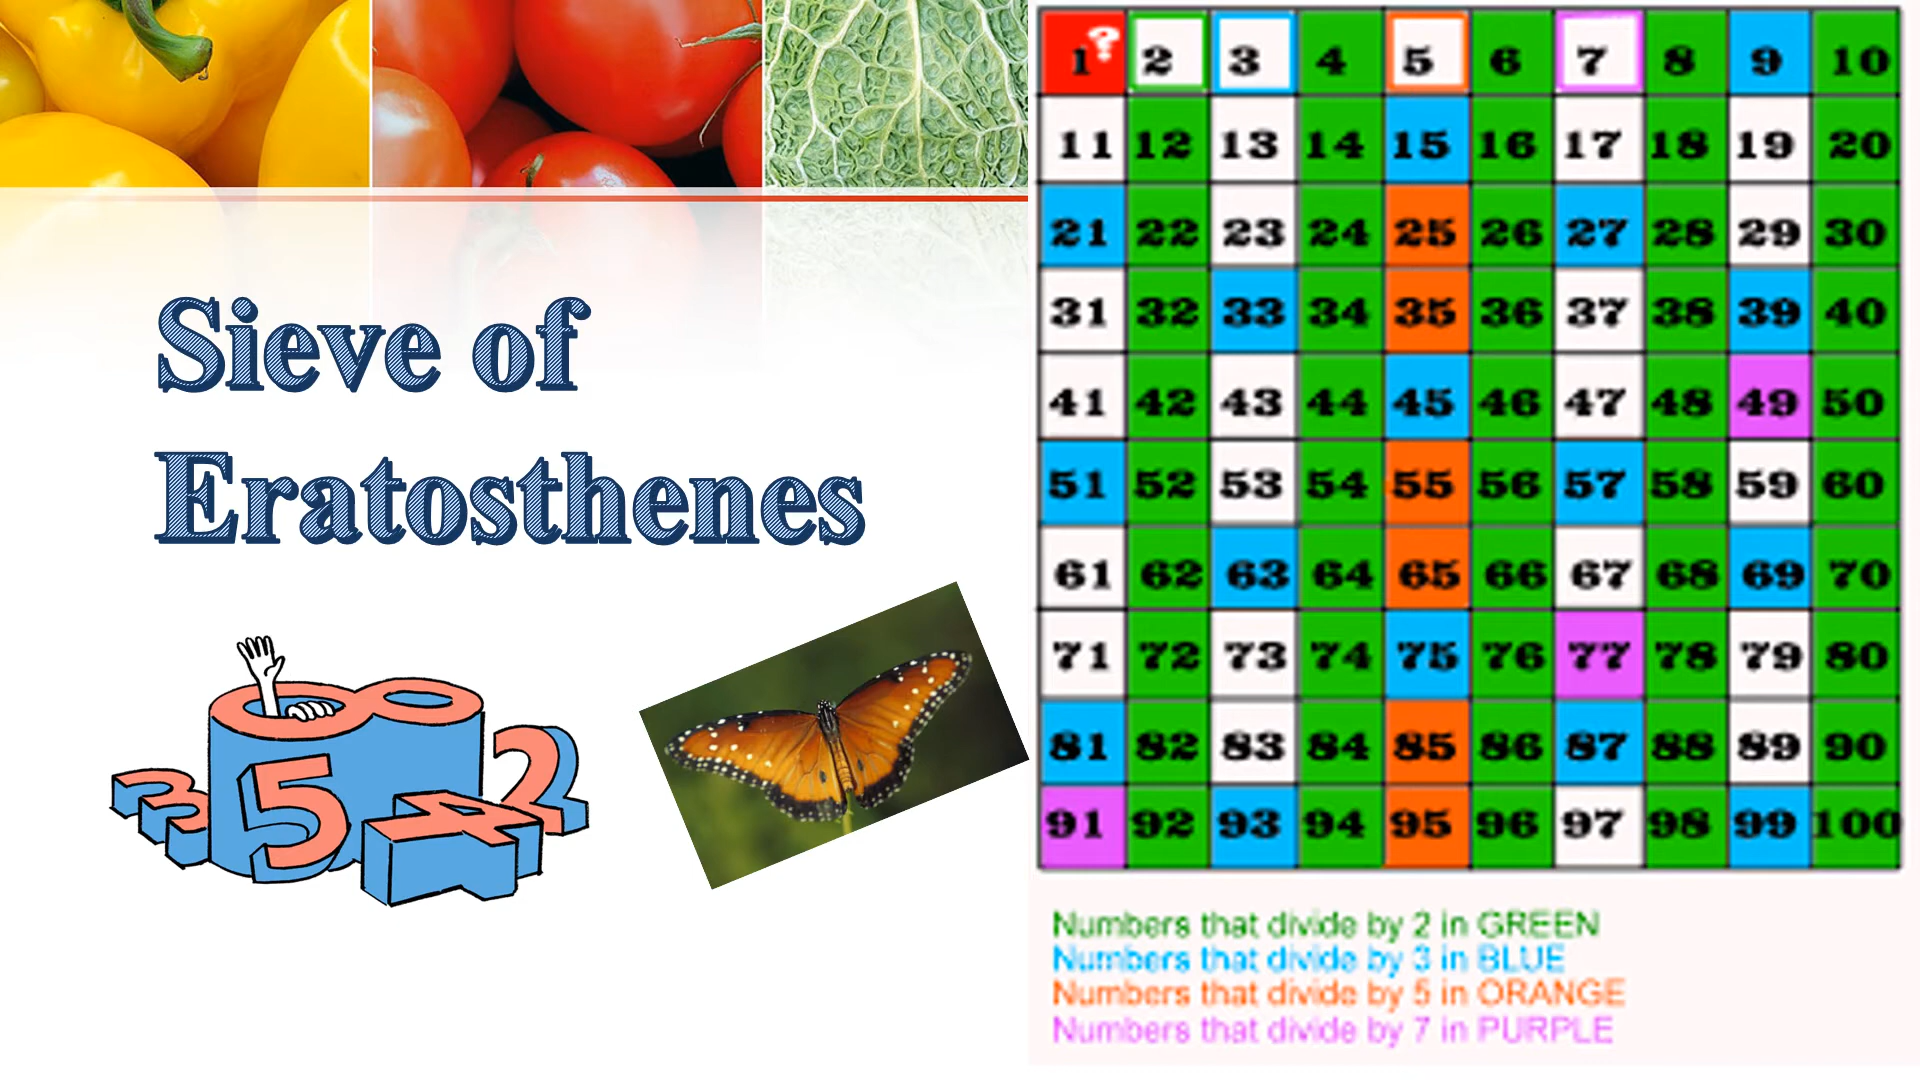 Sieve of
Eratosthenes
3 5 4 2
1? 2 3 4 5 6 7 8 9 10
11 12 13 14 15 16 17 18 19 20
21 22 23 24 25 26 27 28 29 30
31 32 33 34 35 36 37 38 39 40
41 42 43 44 45 46 47 48 49 50
51 52 53 54 55 56 57 58 59 60
61 62 63 64 65 66 67 68 69 70
71 72 73 74 75 76 77 78 79 80
81 82 83 84 85 86 87 88 89 90
91 92 93 94 95 96 97 98 99 100
Numbers that divide by 2 in GREEN
Numbers that divide by 3 in BLUE
Numbers that divide by 5 in ORANGE
Numbers that divide by 7 in PURPLE